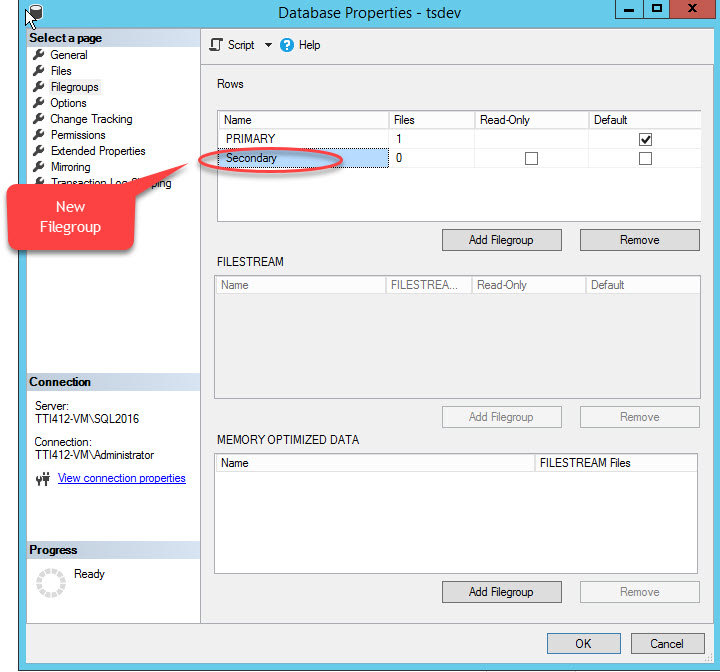 Database Properties - tsdev
Select a page
General
Files
Filegroups
Options
Change Tracking
Permissions
Extended Properties
Mirroring
Transaction Log Shipping
New
Filegroup
Connection
Server:
TTI412-VM\SQL2016
Connection:
TTI412-VM\Administrator
View connection properties
Progress
Ready
Script Help
Rows
Name Files Read-Only Default
PRIMARY 1
Secondary 0
Add Filegroup Remove
FILESTREAM
Name FILESTREA... Read-Only Default
Add Filegroup Remove
MEMORY OPTIMIZED DATA
Name FILESTREAM Files
Add Filegroup Remove
OK Cancel